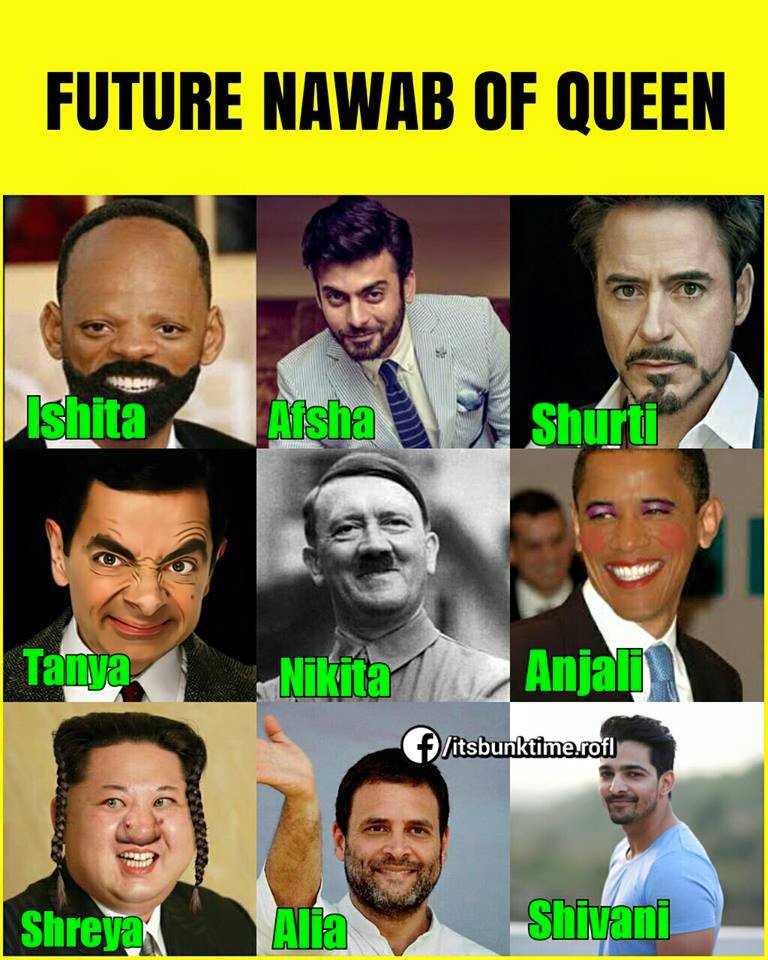 FUTURE NAWAB OF QUEEN
Ishita
Afsha
Shurti
Tanya
Nikita
Anjali
f/itsbunktime.rofl
Shreya
Alia
Shivani